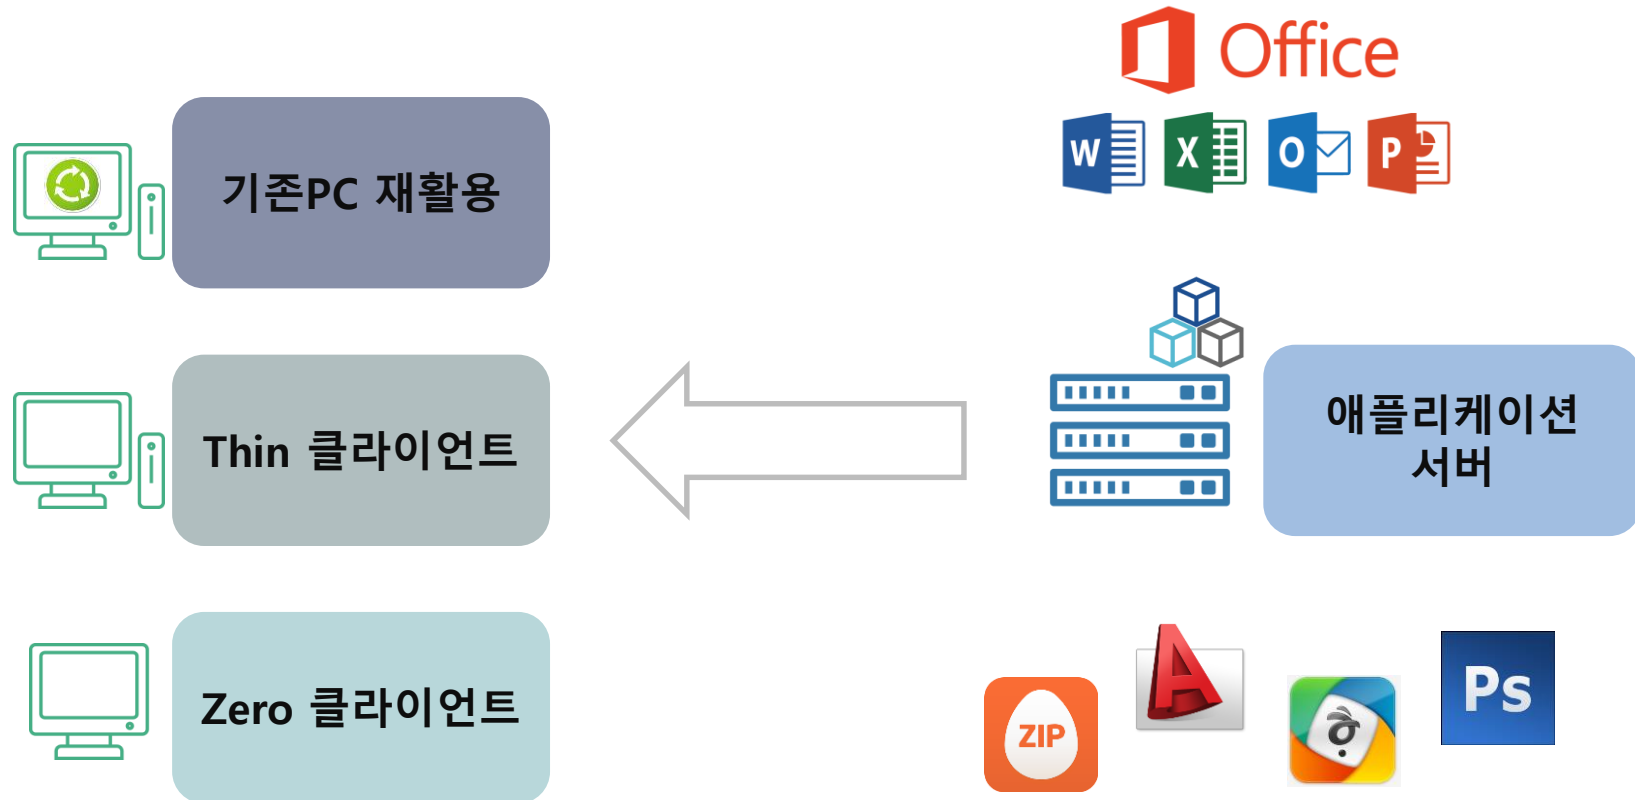 Office
W
X
O
P
기존PC 재활용
Thin 클라이언트
애플리케이션
서버
Zero 클라이언트
ZIP
Ps